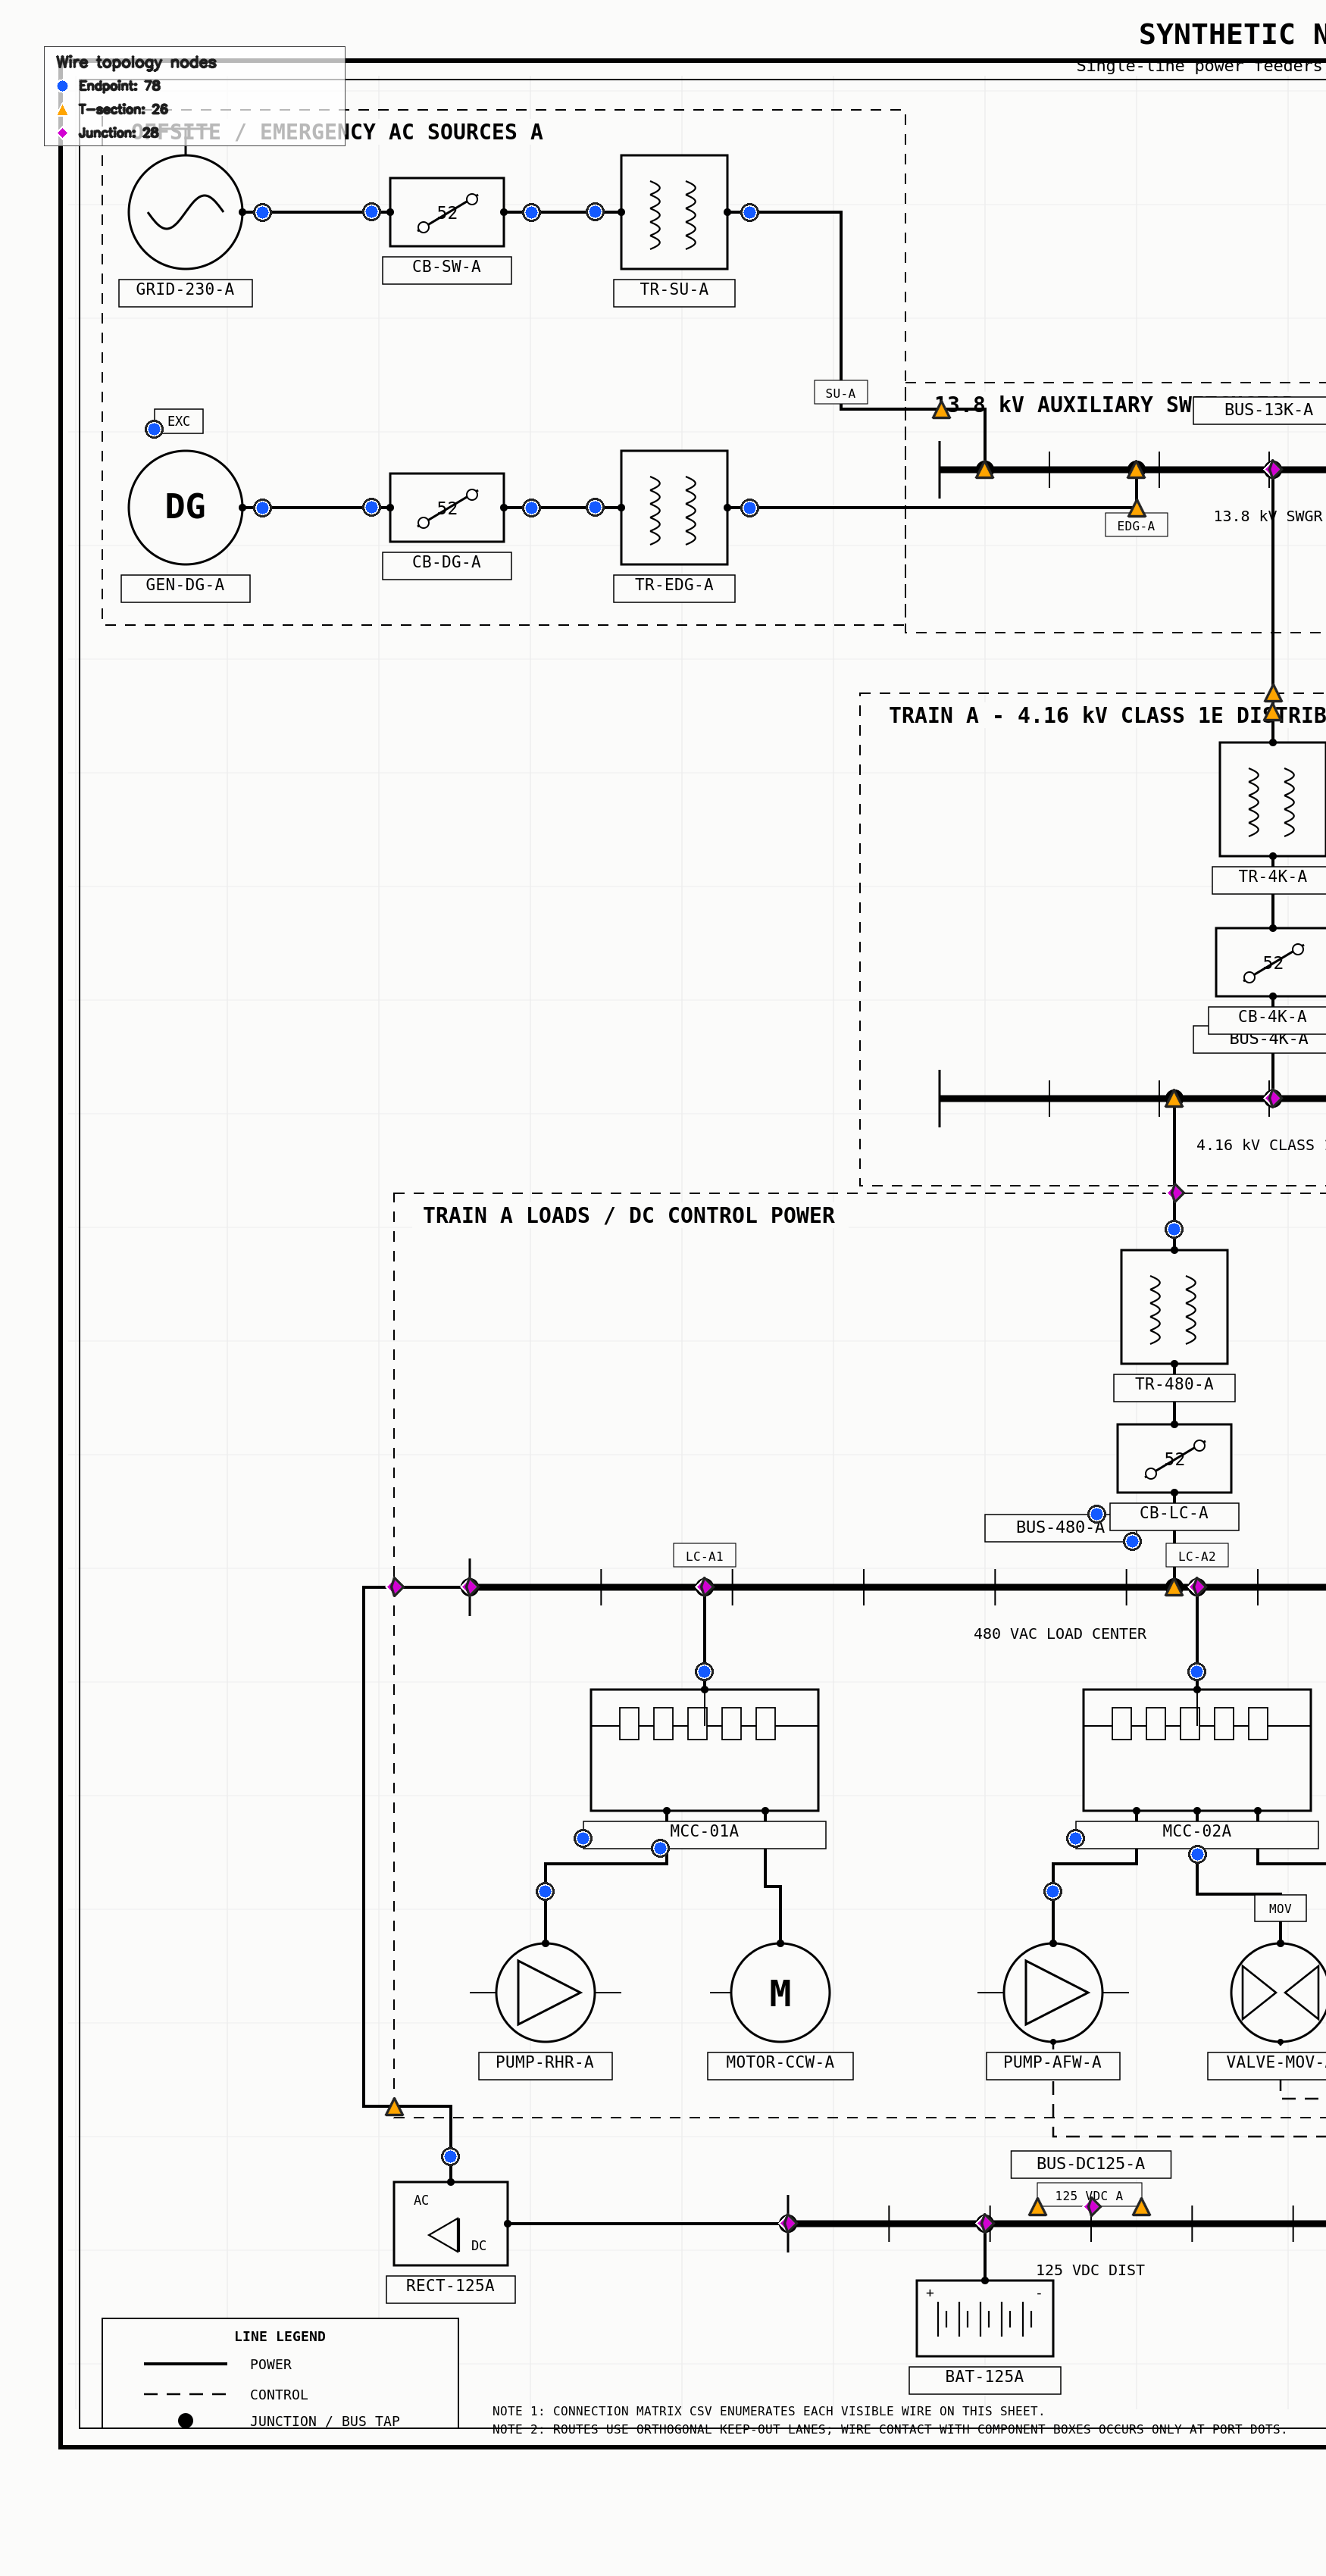 SYNTHETIC N
Single-line power feeders
Wire topology nodes
Endpoint: 78
T-section: 26
Junction: 28
OFFSITE / EMERGENCY AC SOURCES A
52
GRID-230-A
CB-SW-A
TR-SU-A
SU-A
13.8 kV AUXILIARY SW
BUS-13K-A
EXC
DG
52
EDG-A
13.8 kV SWGR
GEN-DG-A
CB-DG-A
TR-EDG-A
TRAIN A - 4.16 kV CLASS 1E DISTRIB
TR-4K-A
52
CB-4K-A
BUS-4K-A
4.16 kV CLASS
TRAIN A LOADS / DC CONTROL POWER
TR-480-A
52
CB-LC-A
BUS-480-A
LC-A1
LC-A2
480 VAC LOAD CENTER
MCC-01A
MCC-02A
MOV
M
PUMP-RHR-A
MOTOR-CCW-A
PUMP-AFW-A
VALVE-MOV-
BUS-DC125-A
125 VDC A
AC
DC
125 VDC DIST
RECT-125A
+ -
BAT-125A
LINE LEGEND
POWER
CONTROL
JUNCTION / BUS TAP
NOTE 1: CONNECTION MATRIX CSV ENUMERATES EACH VISIBLE WIRE ON THIS SHEET.
NOTE 2: ROUTES USE ORTHOGONAL KEEP-OUT LANES; WIRE CONTACT WITH COMPONENT BOXES OCCURS ONLY AT PORT DOTS.